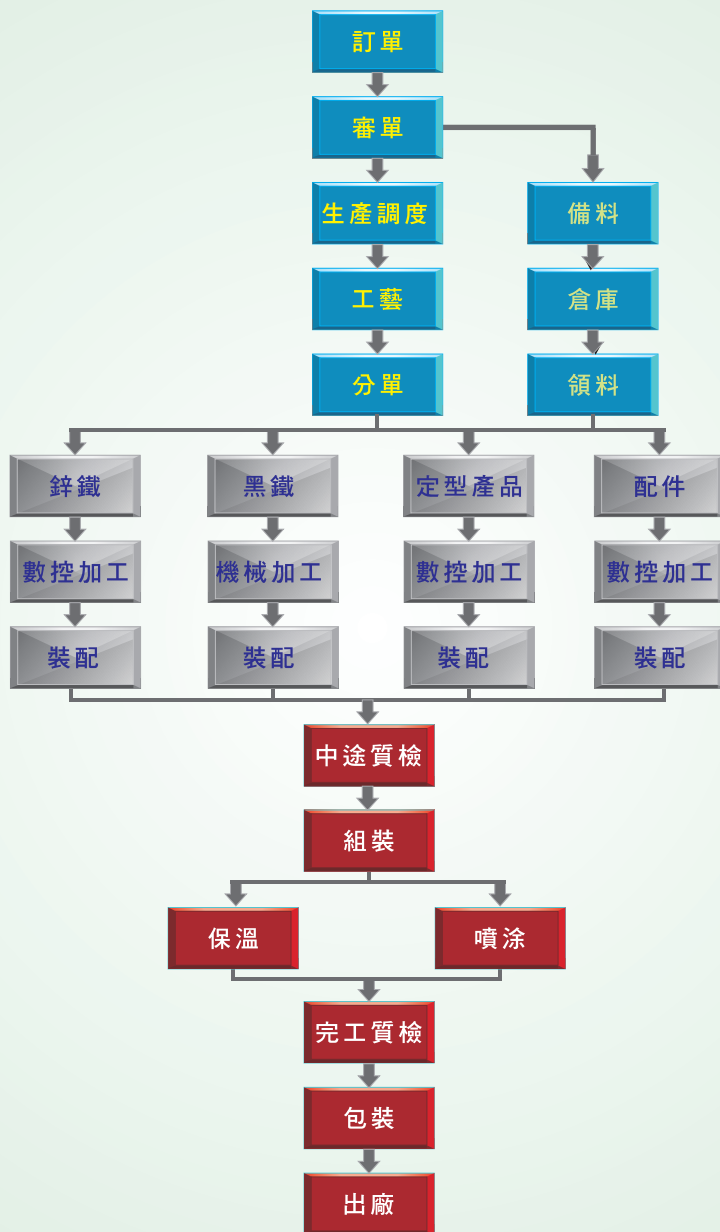 訂單
審單
生產調度
備料
工藝
倉庫
分單
領料
鋅鐵
黑鐵
定型產品
配件
數控加工
機械加工
數控加工
數控加工
裝配
裝配
裝配
裝配
中途質檢
組裝
保溫
噴涂
完工質檢
包裝
出廠